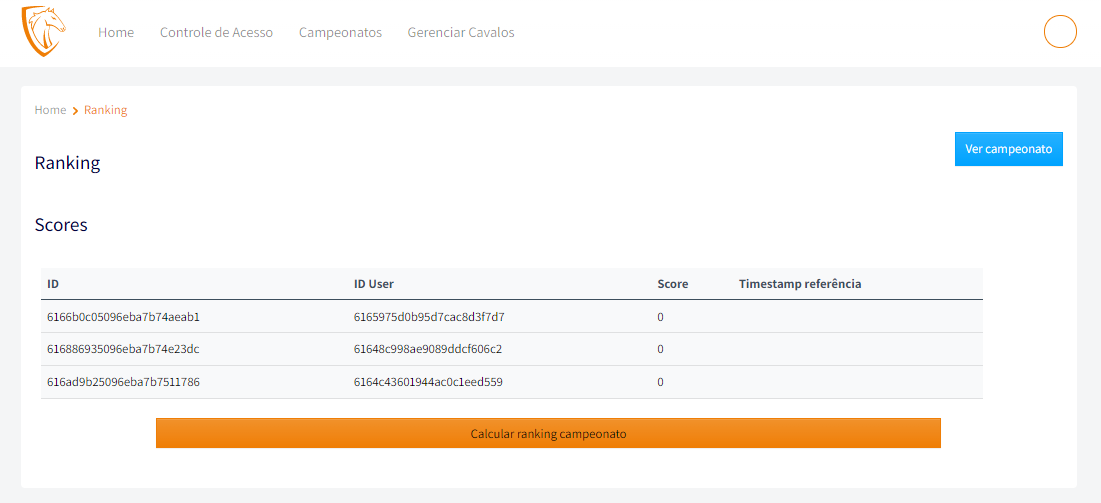 Home Controle de Acesso Campeonatos Gerenciar Cavalos
Home > Ranking
Ver campeonato
Ranking
Scores
ID ID User Score Timestamp referência
6166b0c05096eba7b74aeab1 6165975d0b95d7cac8d3f7d7 0
616886935096eba7b74e23dc 61648c998ae9089ddcf606c2 0
616ad9b25096eba7b7511786 6164c43601944ac0c1eed559 0
Calcular ranking campeonato